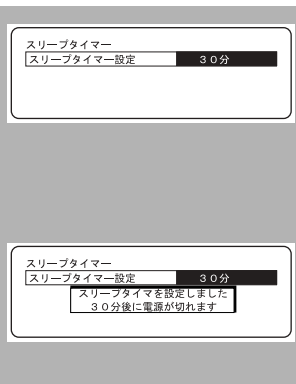 スリープタイマー
スリープタイマー設定 30分
スリープタイマー
スリープタイマー設定 30分
スリープタイマを設定しました
30分後に電源が切れます